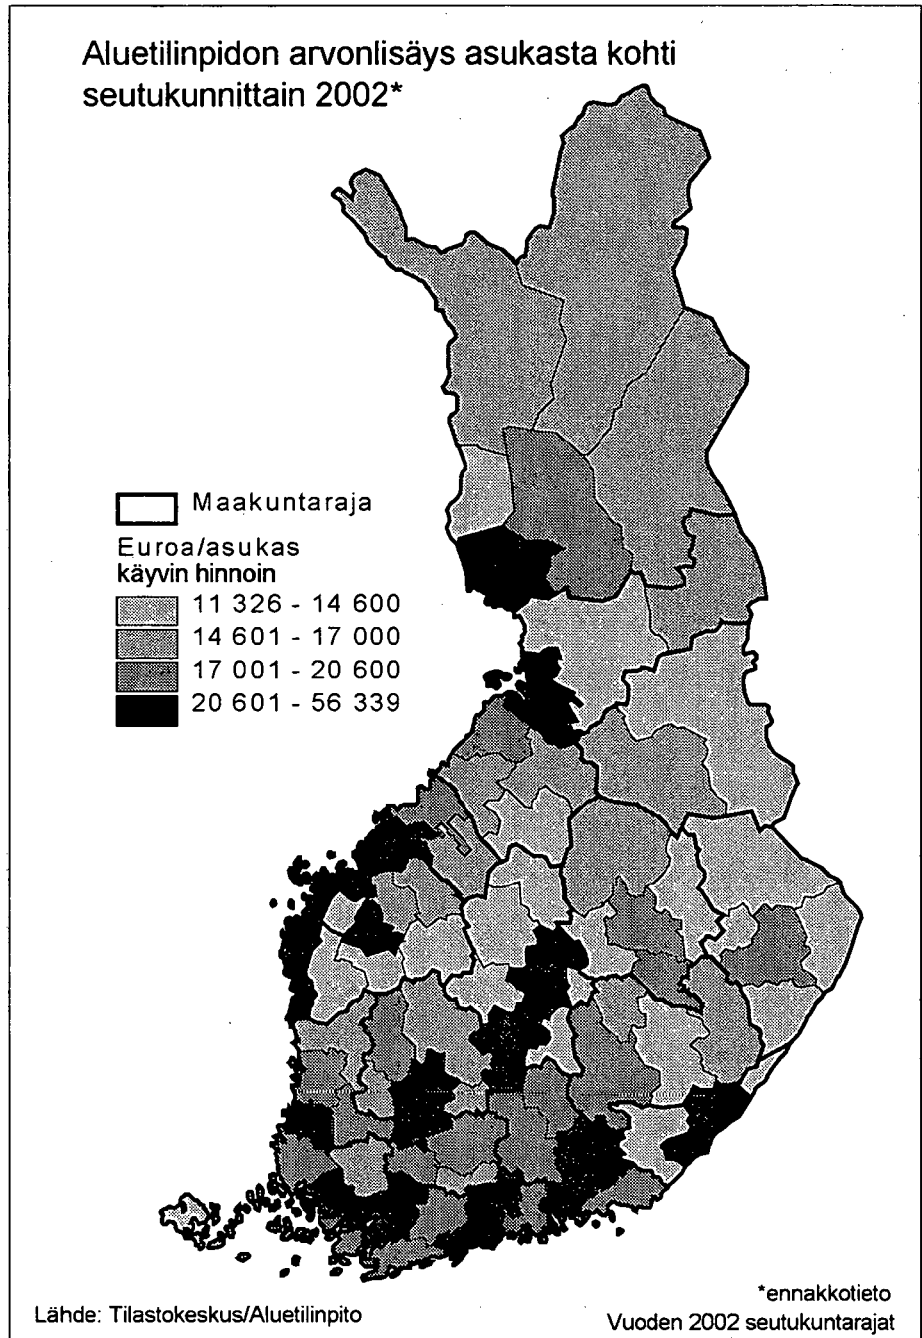 Aluetilinpidon arvonlisäys asukasta kohti
seutukunnittain 2002*
Maakuntaraja
Euroa/asukas
käyvin hinnoin
11 326 - 14 600
14 601 - 17 000
17 001 - 20 600
20 601 - 56 339
*ennakkotieto
Lähde: Tilastokeskus/Aluetilinpito
Vuoden 2002 seutukuntarajat